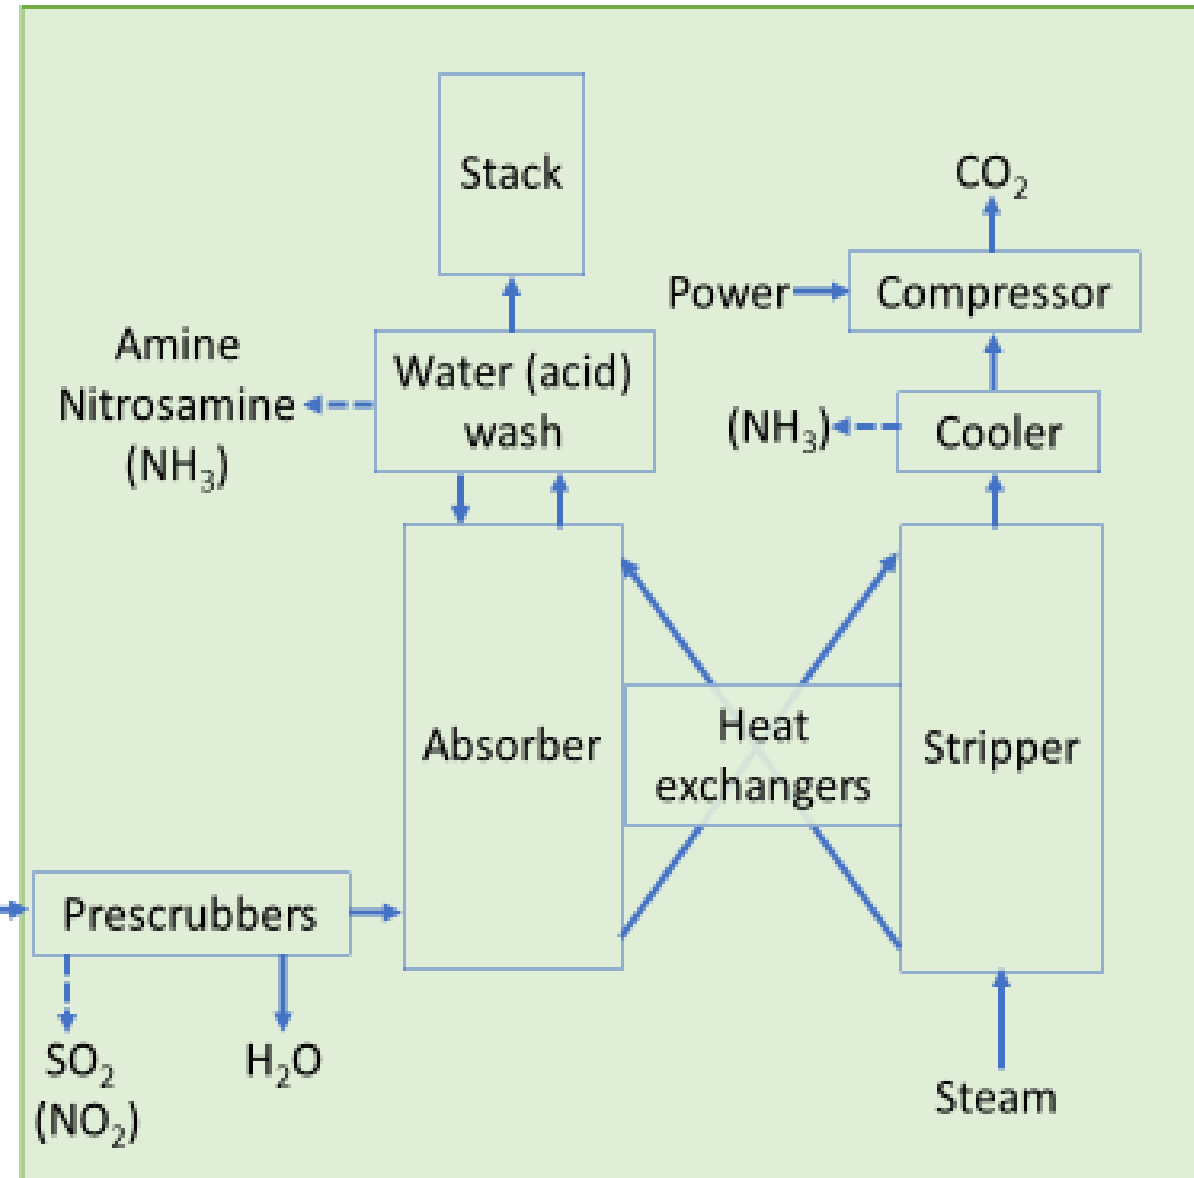 Stack
CO₂
Power
Compressor
Amine
Nitrosamine
(NH₃)
Water (acid)
wash
(NH₃)
Cooler
Absorber
Heat
exchangers
Stripper
Prescrubbers
SO₂
(NO₂)
H₂O
Steam